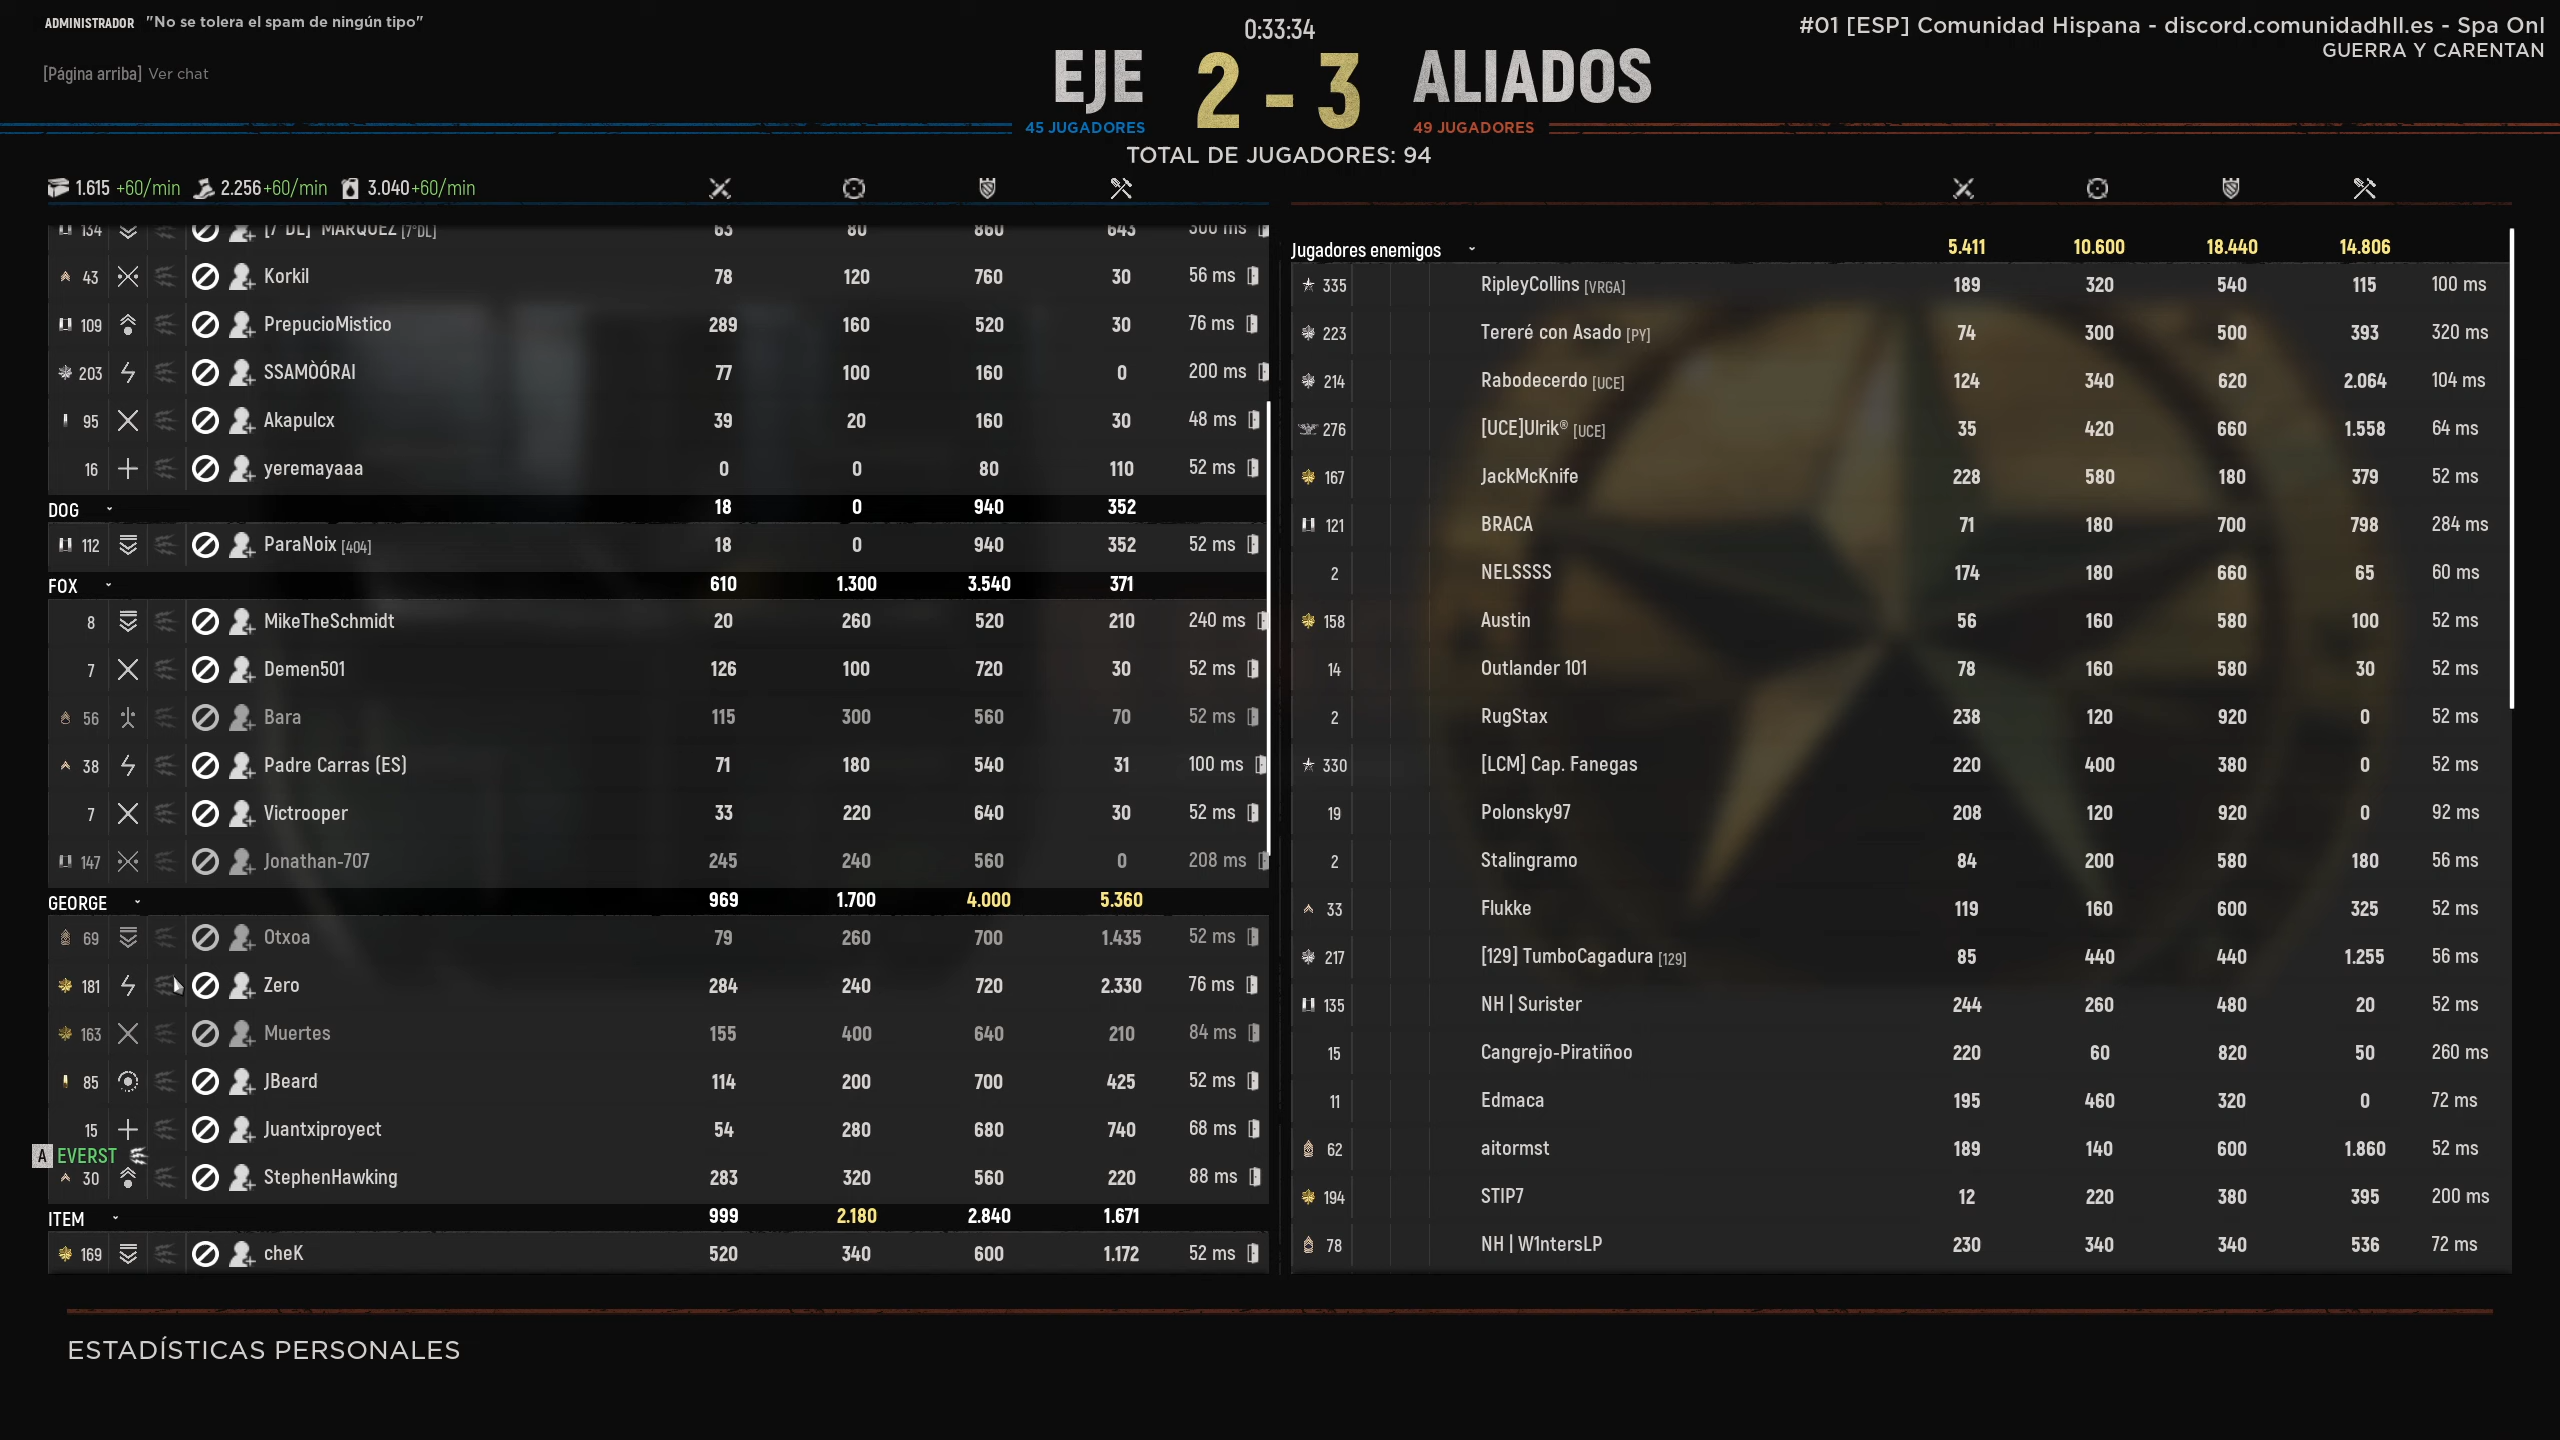 ADMINISTRADOR "No se tolera el spam de ningún tipo"
[Página arriba] Ver chat
0:33:34
EJE 2 - 3 ALIADOS
45 JUGADORES 49 JUGADORES
TOTAL DE JUGADORES: 94
#01 [ESP] Comunidad Hispana - discord.comunidadhll.es - Spa Onl
GUERRA Y CARENTAN
1.615 +60/min 2.256 +60/min 3.040 +60/min
134 [7°DL] MARQUEZ [7°DL] 63 80 860 643 300 ms
43 Korkil 78 120 760 30 56 ms
109 PrepucioMistico 289 160 520 30 76 ms
203 SSAMÒÓRAI 77 100 160 0 200 ms
95 Akapulcx 39 20 160 30 48 ms
16 yeremayaaa 0 0 80 110 52 ms
DOG 18 0 940 352
112 ParaNoix [404] 18 0 940 352 52 ms
FOX 610 1.300 3.540 371
8 MikeTheSchmidt 20 260 520 210 240 ms
7 Demen501 126 100 720 30 52 ms
56 Bara 115 300 560 70 52 ms
38 Padre Carras (ES) 71 180 540 31 100 ms
7 Victrooper 33 220 640 30 52 ms
147 Jonathan-707 245 240 560 0 208 ms
GEORGE 969 1.700 4.000 5.360
69 Otxoa 79 260 700 1.435 52 ms
181 Zero 284 240 720 2.330 76 ms
163 Muertes 155 400 640 210 84 ms
85 JBeard 114 200 700 425 52 ms
15 Juantxiproyect 54 280 680 740 68 ms
A EVERST
30 StephenHawking 283 320 560 220 88 ms
ITEM 999 2.180 2.840 1.671
169 cheK 520 340 600 1.172 52 ms
Jugadores enemigos 5.411 10.600 18.440 14.806
335 RipleyCollins [VRGA] 189 320 540 115 100 ms
223 Tereré con Asado [PY] 74 300 500 393 320 ms
214 Rabodecerdo [UCE] 124 340 620 2.064 104 ms
276 [UCE]Ulrik® [UCE] 35 420 660 1.558 64 ms
167 JackMcKnife 228 580 180 379 52 ms
121 BRACA 71 180 700 798 284 ms
2 NELSSSS 174 180 660 65 60 ms
158 Austin 56 160 580 100 52 ms
14 Outlander 101 78 160 580 30 52 ms
2 RugStax 238 120 920 0 52 ms
330 [LCM] Cap. Fanegas 220 400 380 0 52 ms
19 Polonsky97 208 120 920 0 92 ms
2 Stalingramo 84 200 580 180 56 ms
33 Flukke 119 160 600 325 52 ms
217 [129] TumboCagadura [129] 85 440 440 1.255 56 ms
135 NH | Surister 244 260 480 20 52 ms
15 Cangrejo-Piratiñoo 220 60 820 50 260 ms
11 Edmaca 195 460 320 0 72 ms
62 aitormst 189 140 600 1.860 52 ms
194 STIP7 12 220 380 395 200 ms
78 NH | W1ntersLP 230 340 340 536 72 ms
ESTADÍSTICAS PERSONALES